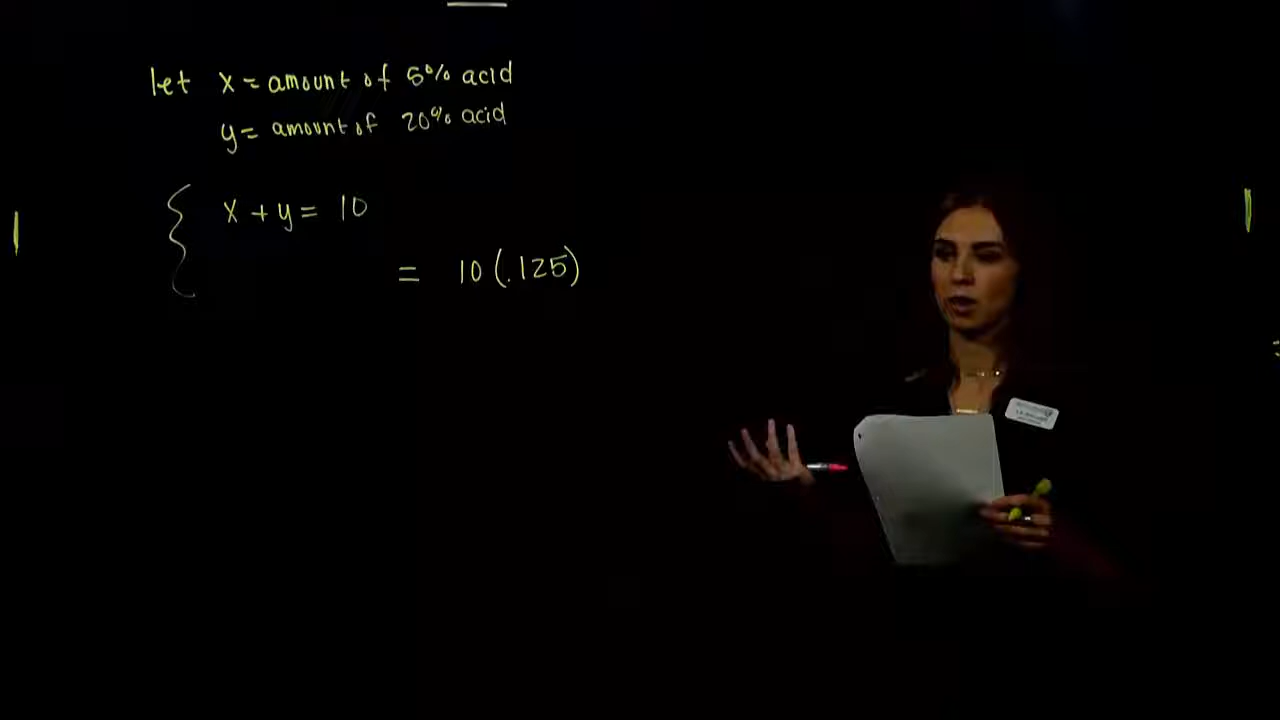 let x = amount of 5% acid
y = amount of 20% acid
x + y = 10
= 10 (.125)